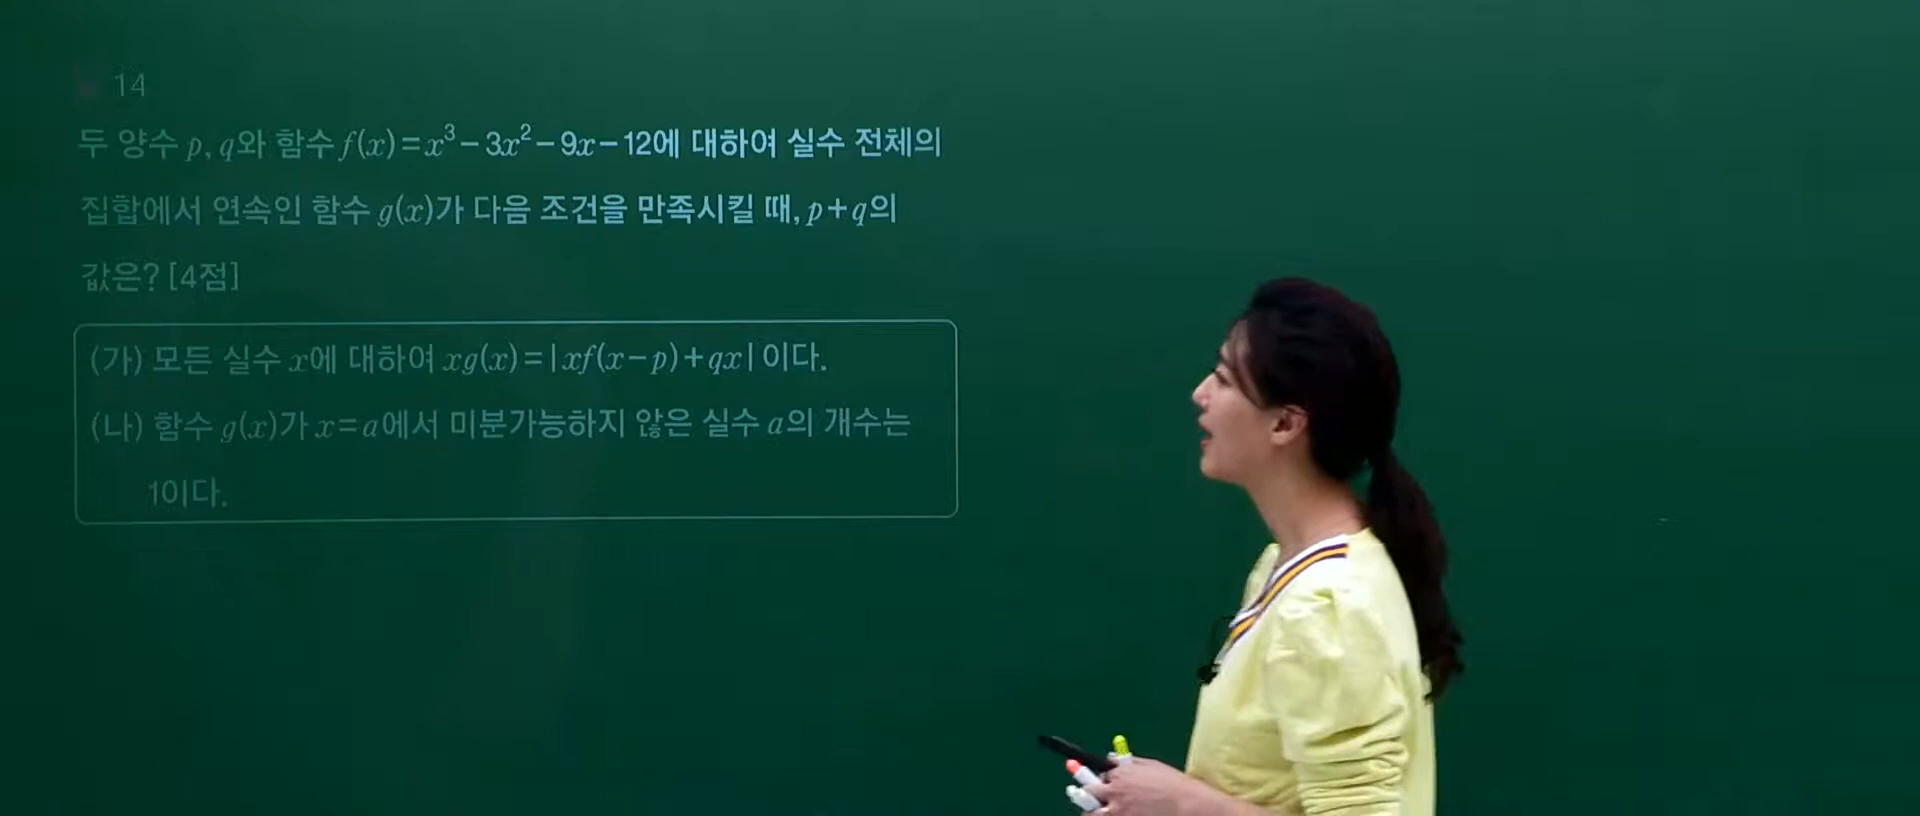 14
두 양수 p, q와 함수 f(x)=x³-3x²-9x-12에 대하여 실수 전체의
집합에서 연속인 함수 g(x)가 다음 조건을 만족시킬 때, p+q의
값은? [4점]
(가) 모든 실수 x에 대하여 xg(x)=|xf(x-p)+qx|이다.
(나) 함수 g(x)가 x=a에서 미분가능하지 않은 실수 a의 개수는
1이다.